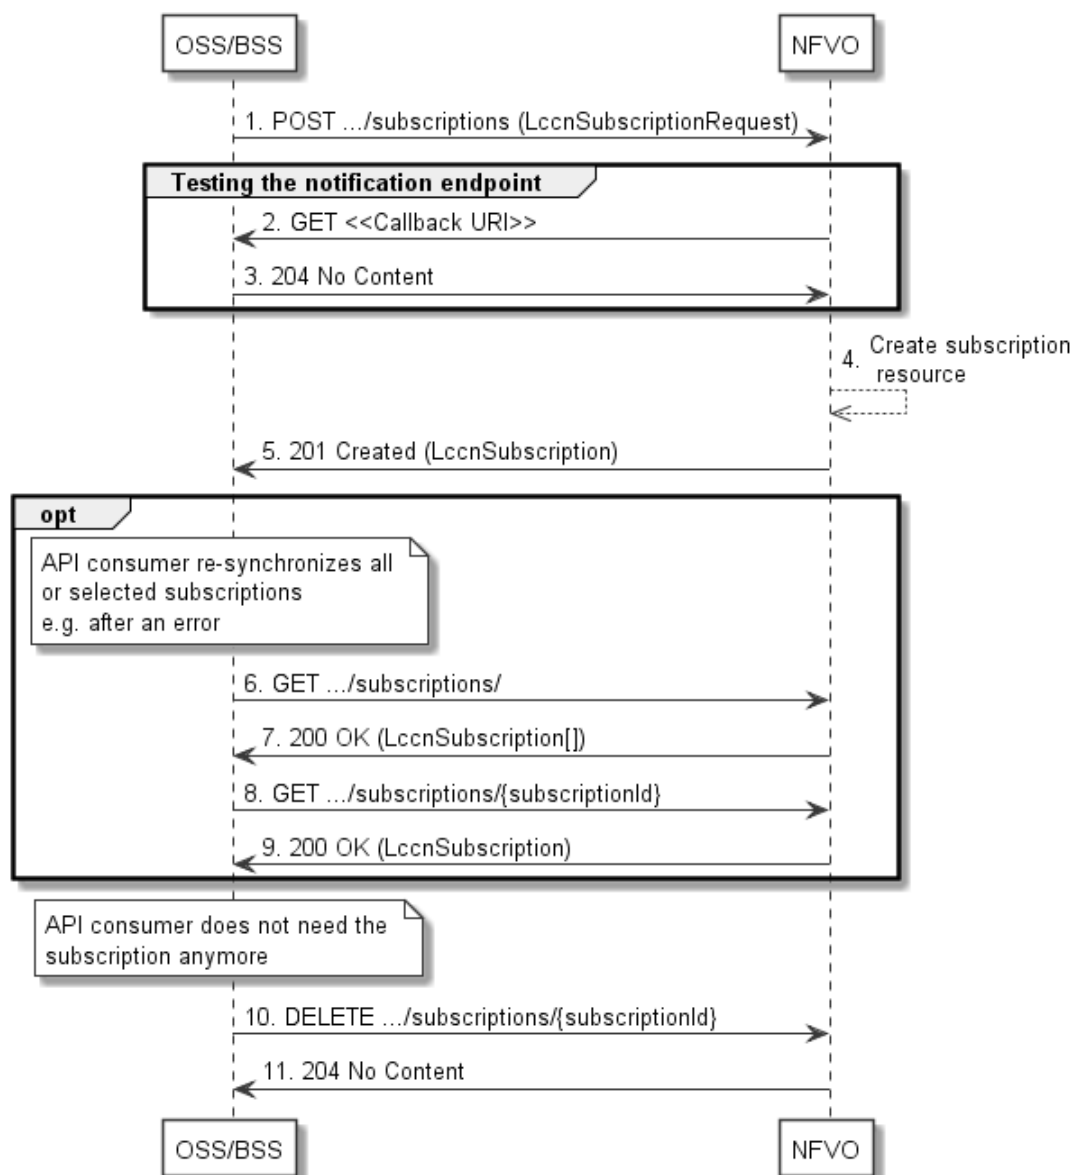 OSS/BSS
NFVO
1. POST .../subscriptions (LccnSubscriptionRequest)
Testing the notification endpoint
2. GET <<Callback URI>>
3. 204 No Content
4. Create subscription
resource
5. 201 Created (LccnSubscription)
opt
API consumer re-synchronizes all
or selected subscriptions
e.g. after an error
6. GET .../subscriptions/
7. 200 OK (LccnSubscription[])
8. GET .../subscriptions/{subscriptionId}
9. 200 OK (LccnSubscription)
API consumer does not need the
subscription anymore
10. DELETE .../subscriptions/{subscriptionId}
11. 204 No Content
OSS/BSS
NFVO